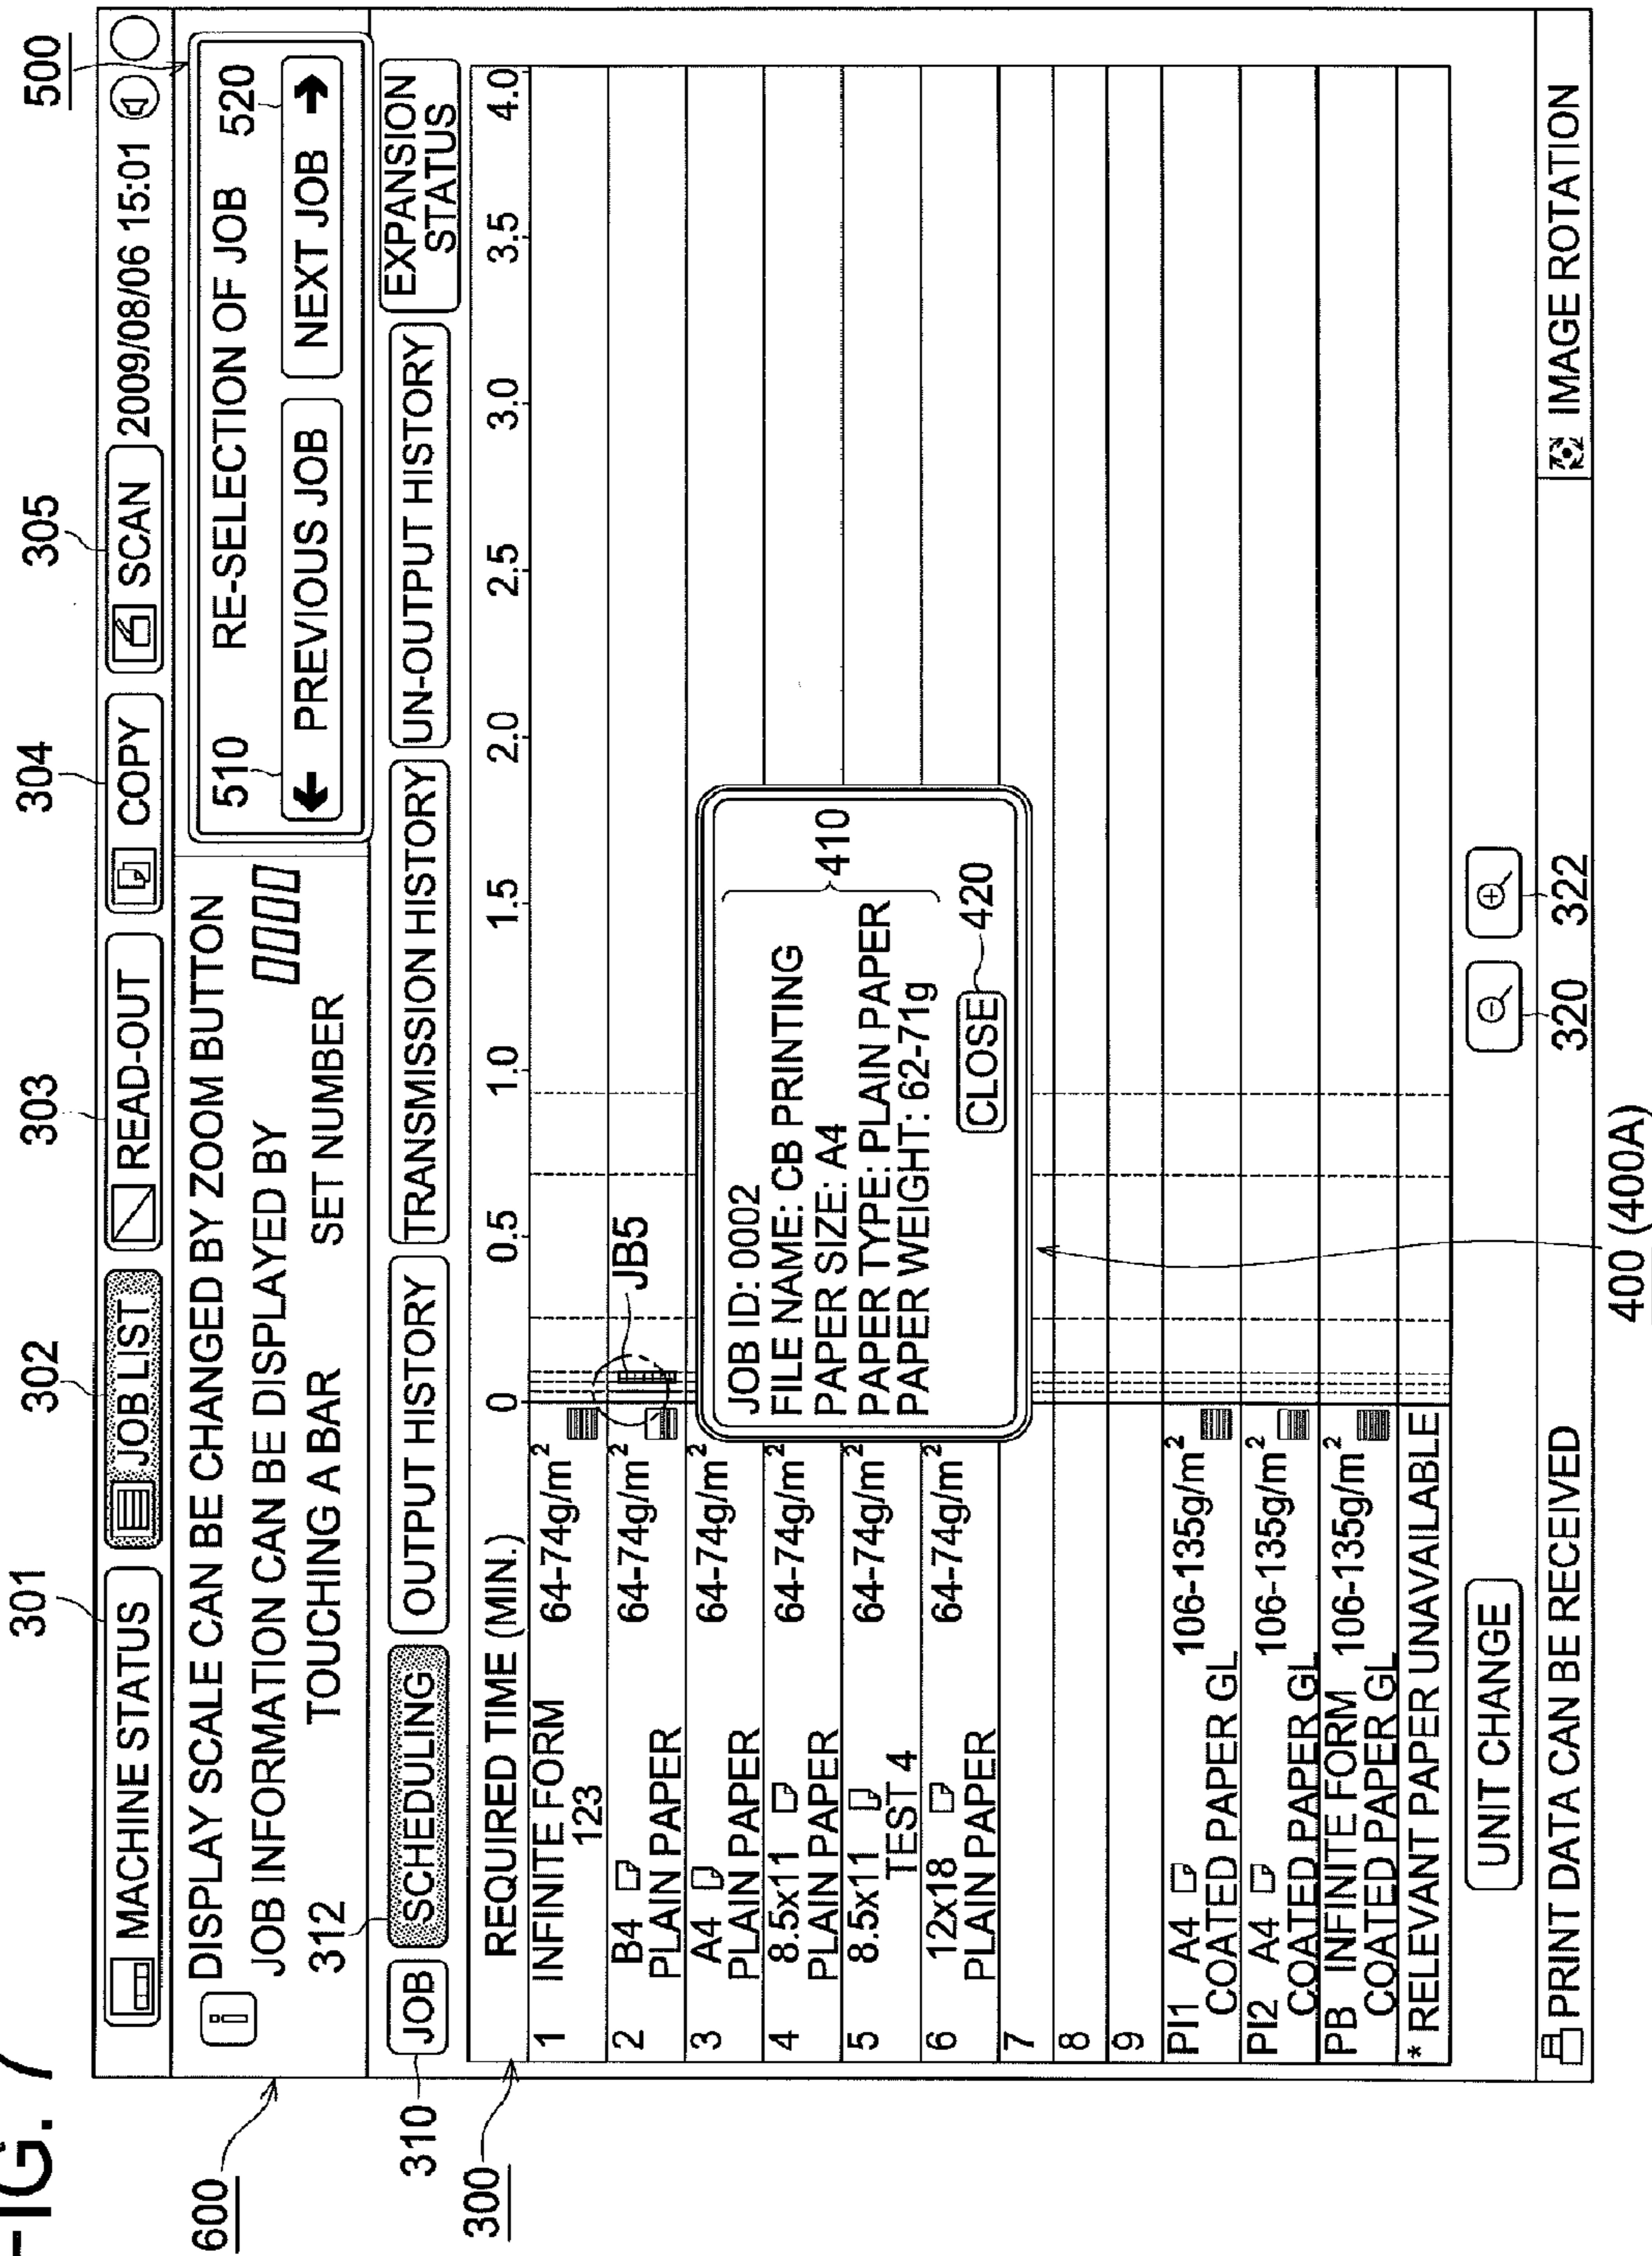 FIG. 7
301
302
303
304
305
500
MACHINE STATUS
JOB LIST
READ-OUT
COPY
SCAN
2009/08/06 15:01
600
DISPLAY SCALE CAN BE CHANGED BY ZOOM BUTTON
JOB INFORMATION CAN BE DISPLAYED BY
312
TOUCHING A BAR
SET NUMBER
510
RE-SELECTION OF JOB
520
← PREVIOUS JOB
NEXT JOB →
310
JOB
SCHEDULING
OUTPUT HISTORY
TRANSMISSION HISTORY
UN-OUTPUT HISTORY
EXPANSION
STATUS
300
REQUIRED TIME (MIN.)
0 0.5 1.0 1.5 2.0 2.5 3.0 3.5 4.0
1 INFINITE FORM 64-74g/m²
123
2 B4 64-74g/m²
PLAIN PAPER
JB5
3 A4 64-74g/m²
PLAIN PAPER
4 8.5x11 64-74g/m²
PLAIN PAPER
5 8.5x11 64-74g/m²
TEST 4
6 12x18 64-74g/m²
PLAIN PAPER
7
8
9
PI1 A4 106-135g/m²
COATED PAPER GL
PI2 A4 106-135g/m²
COATED PAPER GL
PB INFINITE FORM 106-135g/m²
COATED PAPER GL
* RELEVANT PAPER UNAVAILABLE
JOB ID: 0002
FILE NAME: CB PRINTING
PAPER SIZE: A4
PAPER TYPE: PLAIN PAPER
PAPER WEIGHT: 62-71g
410
CLOSE
420
UNIT CHANGE
320
322
PRINT DATA CAN BE RECEIVED
IMAGE ROTATION
400 (400A)